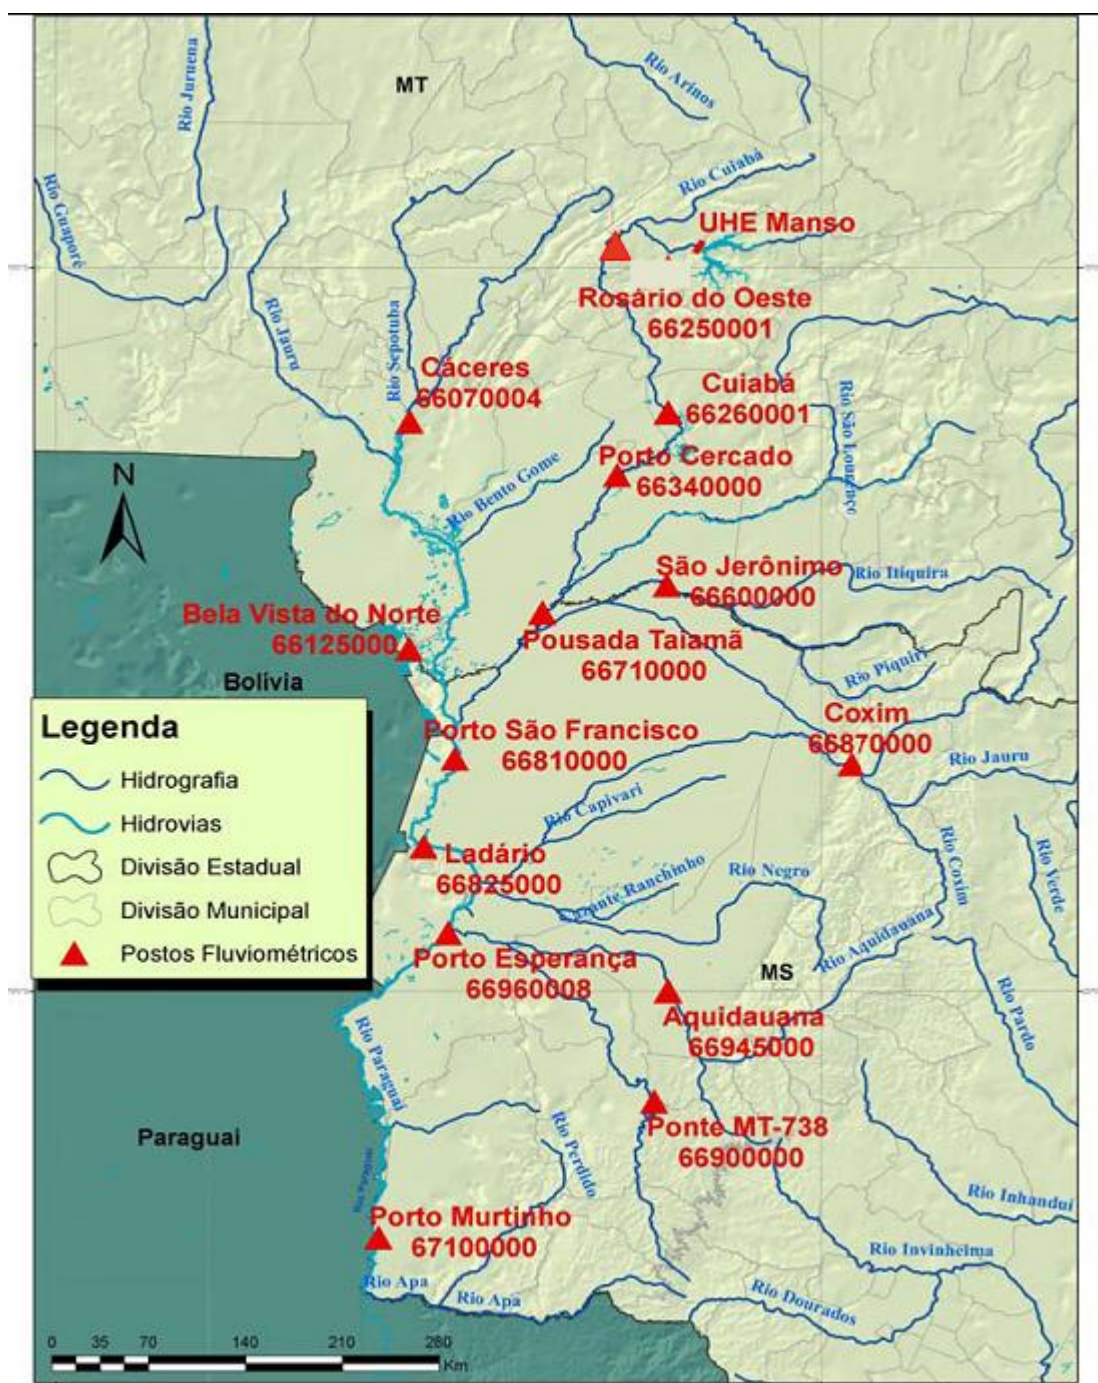 MT
Rio Juruena
Rio Arinos
Rio Guaporé
Rio Cuiabá
UHE Manso
Rosário do Oeste
66250001
Rio Jauru
Rio Sepotuba
Cáceres
66070004
Cuiabá
66260001
Rio São Lourenço
Porto Cercado
66340000
Rio Bento Gome
N
São Jerônimo
66600000
Rio Itiquira
Bela Vista do Norte
66125000
Pousada Taiamã
66710000
Rio Piquiri
Bolívia
Coxim
66870000
Porto São Francisco
66810000
Rio Jauru
Rio Capivari
Legenda
Hidrografia
Hidrovias
Divisão Estadual
Divisão Municipal
Postos Fluviométricos
Ladário
66825000
Ranchinho
Rio Negro
Rio Coxim
Rio Verde
Rio Aquidauana
MS
Porto Esperança
66960008
Aquidauana
66945000
Rio Pardo
Rio Paraguai
Paraguai
Ponte MT-738
66900000
Rio Perdido
Rio Paraguai
Rio Inhanduí
Porto Murtinho
67100000
Rio Invinheima
Rio Apa
Rio Apa
Rio Dourados
0 35 70 140 210 280
Km